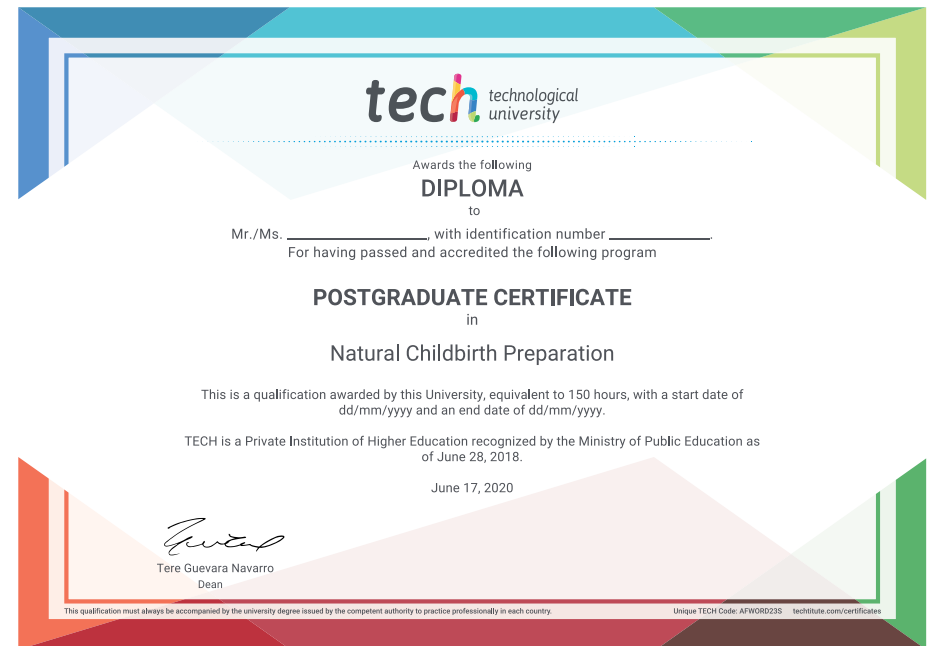 tech technological
university
Awards the following
DIPLOMA
to
Mr./Ms. ____________________, with identification number ______________.
For having passed and accredited the following program
POSTGRADUATE CERTIFICATE
in
Natural Childbirth Preparation
This is a qualification awarded by this University, equivalent to 150 hours, with a start date of
dd/mm/yyyy and an end date of dd/mm/yyyy.
TECH is a Private Institution of Higher Education recognized by the Ministry of Public Education as
of June 28, 2018.
June 17, 2020
Tere Guevara Navarro
Dean
This qualification must always be accompanied by the university degree issued by the competent authority to practice professionally in each country.
Unique TECH Code: AFWORD23S techtitute.com/certificates